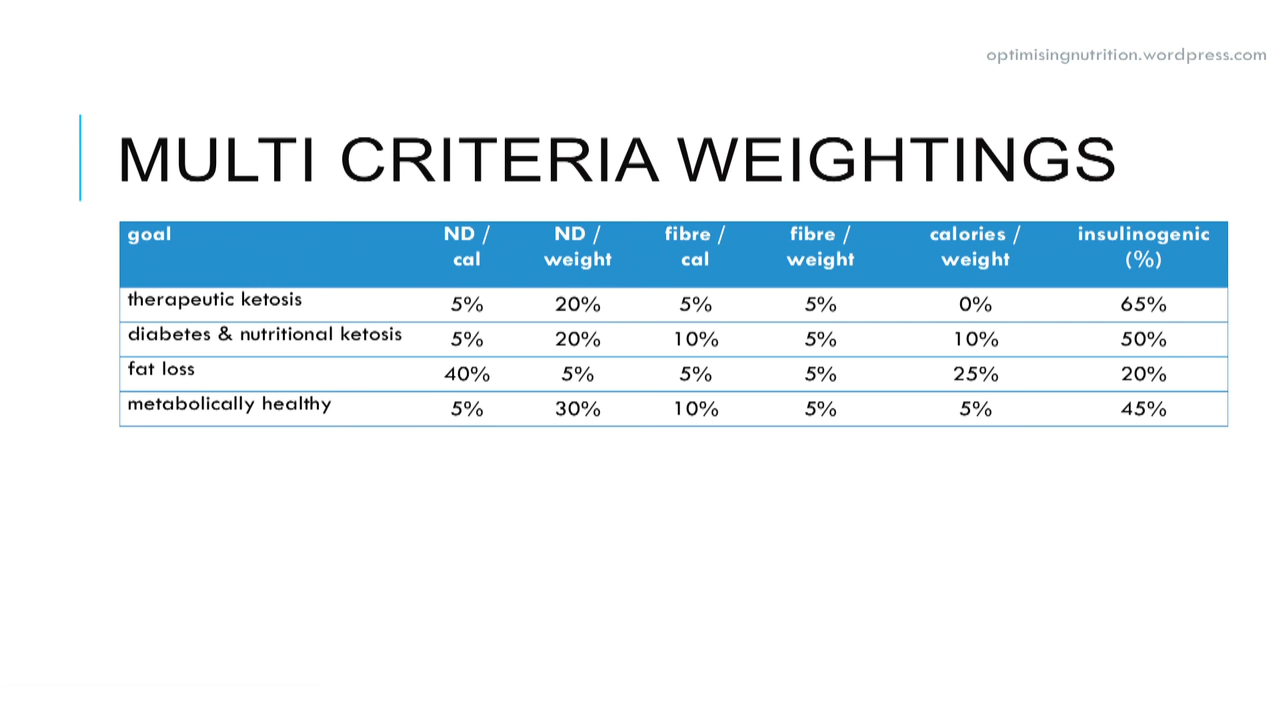 optimisingnutrition.wordpress.com
MULTI CRITERIA WEIGHTINGS
goal ND / cal ND / weight fibre / cal fibre / weight calories / weight insulinogenic (%)
therapeutic ketosis 5% 20% 5% 5% 0% 65%
diabetes & nutritional ketosis 5% 20% 10% 5% 10% 50%
fat loss 40% 5% 5% 5% 25% 20%
metabolically healthy 5% 30% 10% 5% 5% 45%